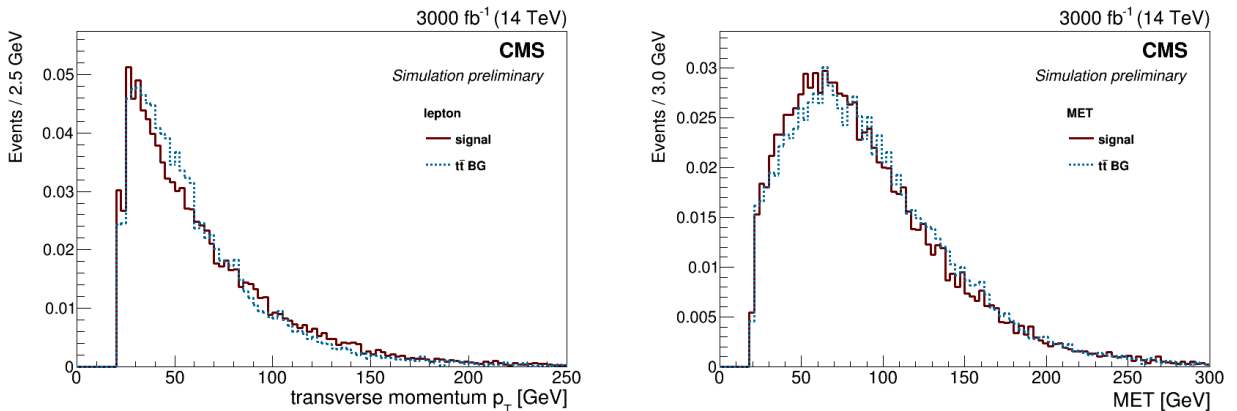 3000 fb⁻¹ (14 TeV)
CMS
Simulation preliminary
lepton
signal
tt̄ BG
Events / 2.5 GeV
0.05
0.04
0.03
0.02
0.01
0
0 50 100 150 200 250
transverse momentum p_T [GeV]
3000 fb⁻¹ (14 TeV)
CMS
Simulation preliminary
MET
signal
tt̄ BG
Events / 3.0 GeV
0.03
0.025
0.02
0.015
0.01
0.005
0
0 50 100 150 200 250 300
MET [GeV]